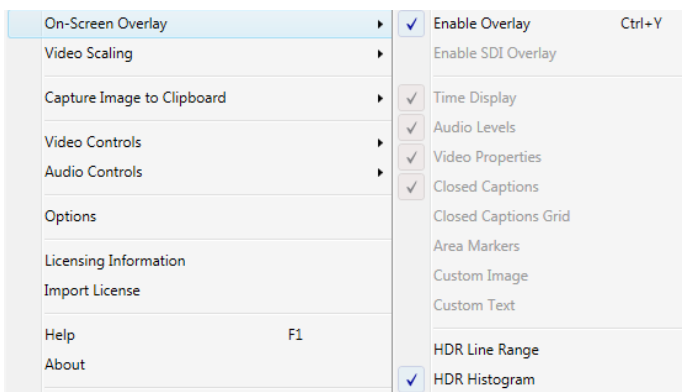 On-Screen Overlay
Video Scaling
Capture Image to Clipboard
Video Controls
Audio Controls
Options
Licensing Information
Import License
Help F1
About
Enable Overlay Ctrl+Y
Enable SDI Overlay
Time Display
Audio Levels
Video Properties
Closed Captions
Closed Captions Grid
Area Markers
Custom Image
Custom Text
HDR Line Range
HDR Histogram